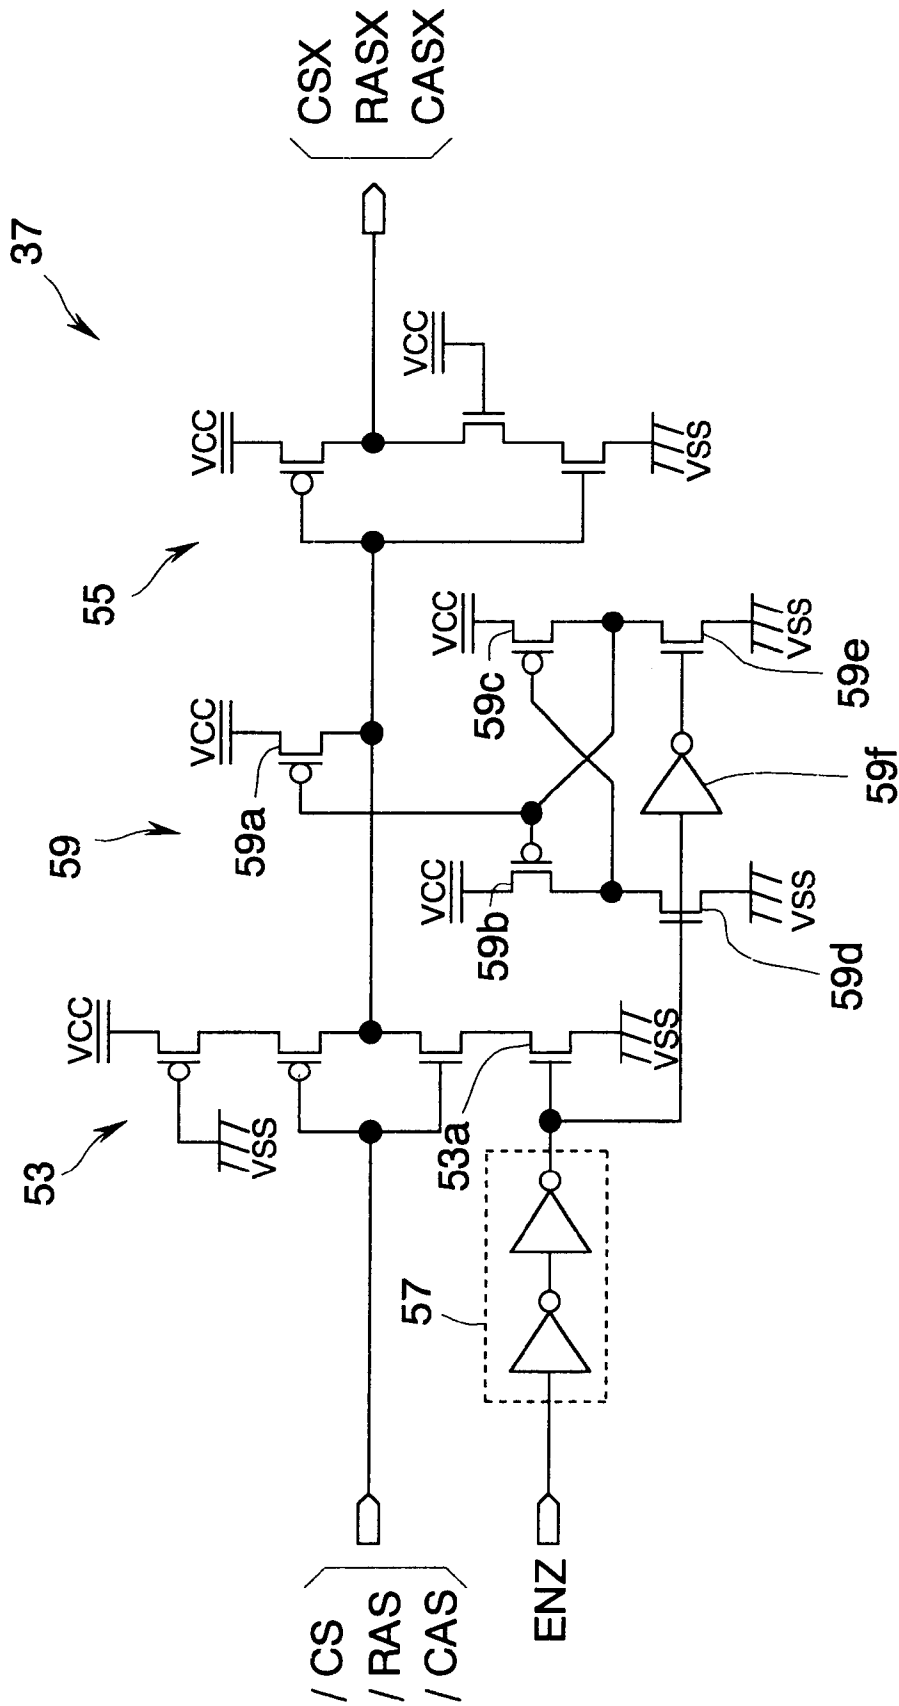 37
53
59
55
VCC
VCC
VCC
VSS
59a
CSX
RASX
CASX
/ CS
/ RAS
/ CAS
53a
VCC
59b
VCC
59c
VCC
VSS
VSS
57
VSS
VSS
59d
59f
59e
ENZ